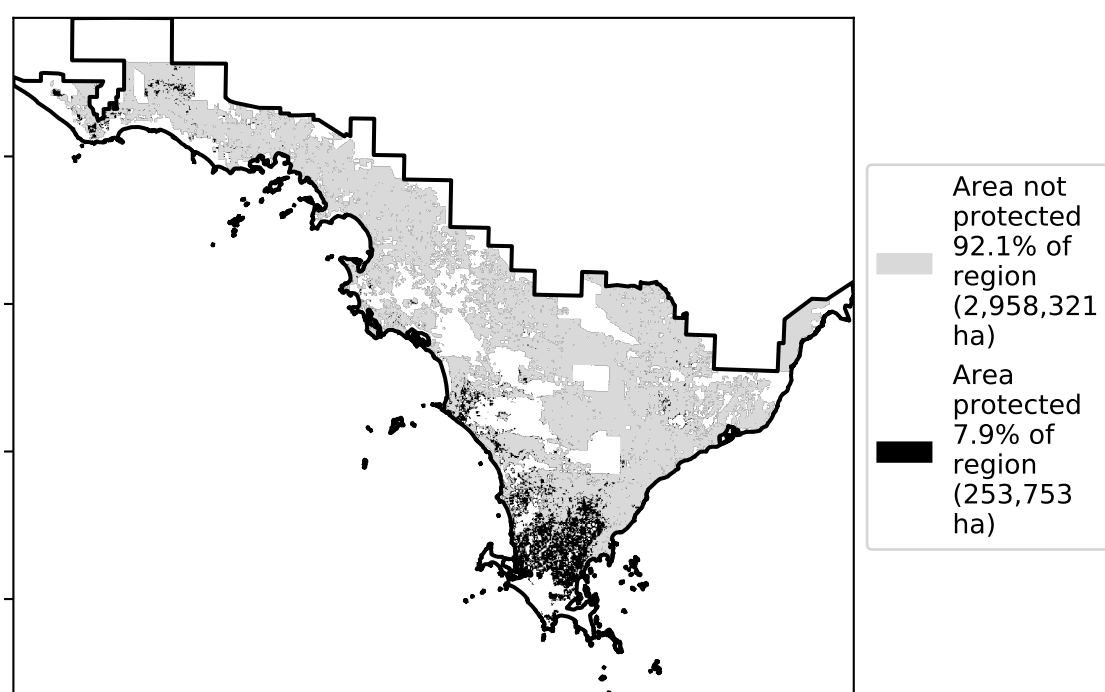 Area not
protected
92.1% of
region
(2,958,321
ha)
Area
protected
7.9% of
region
(253,753
ha)